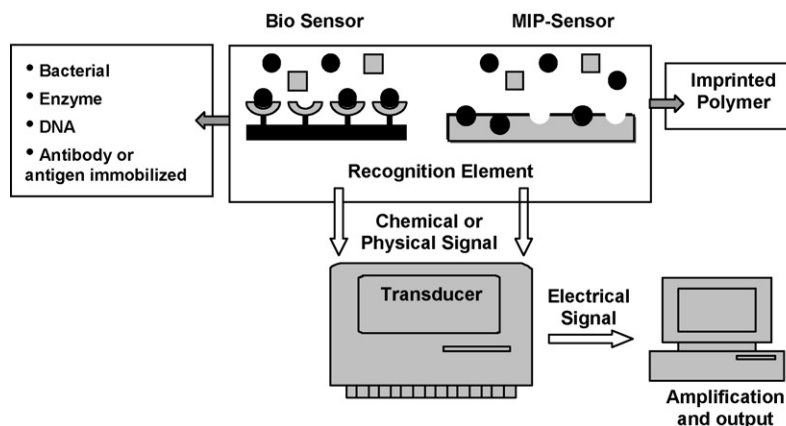 Bio Sensor
MIP-Sensor
• Bacterial
• Enzyme
• DNA
• Antibody or
antigen immobilized
Imprinted
Polymer
Recognition Element
Chemical or
Physical Signal
Transducer
Electrical
Signal
Amplification
and output